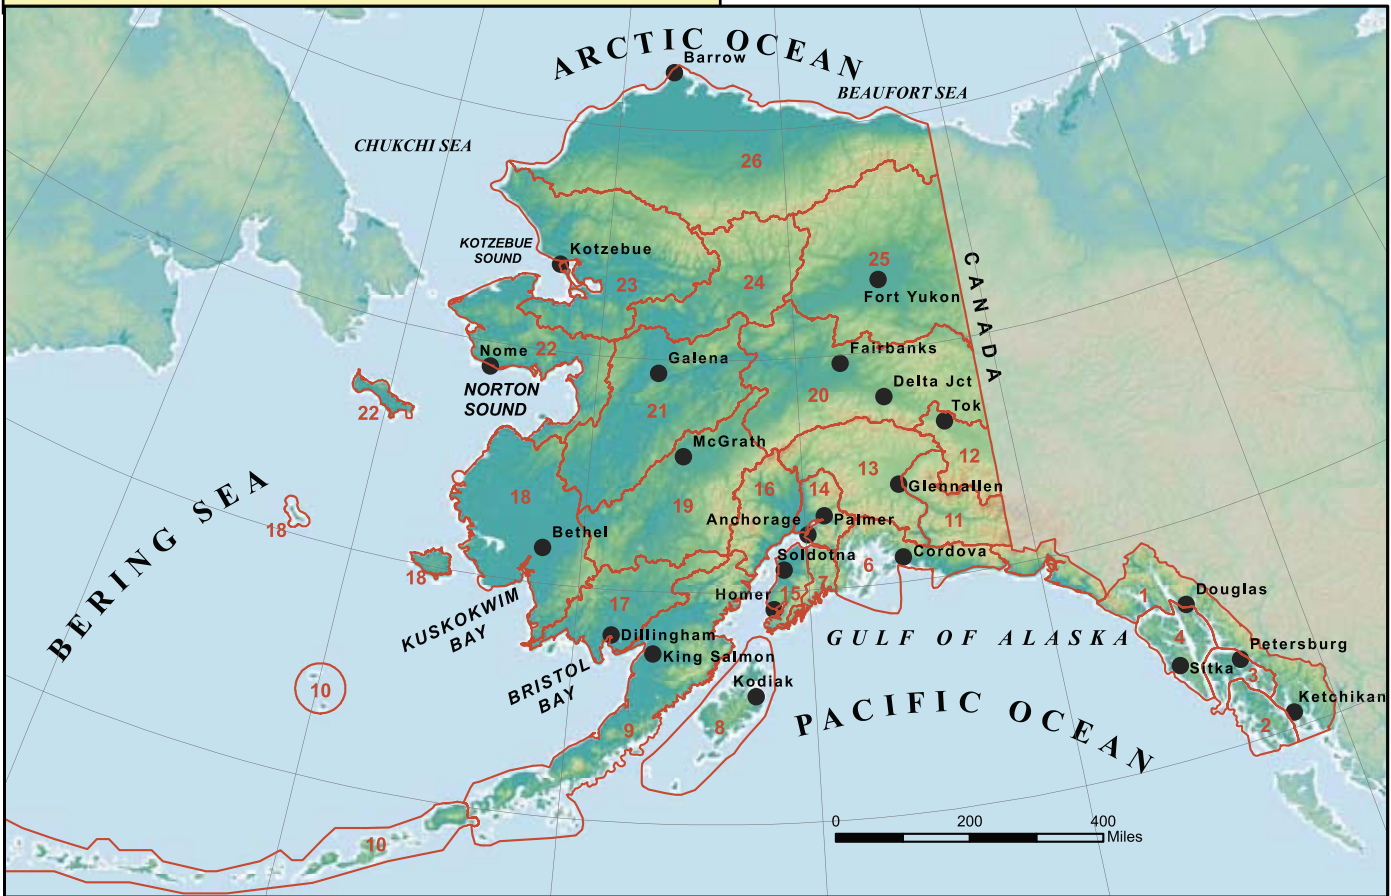 ARCTIC OCEAN
Barrow
BEAUFORT SEA
CHUKCHI SEA
26
KOTZEBUE
SOUND
Kotzebue
25
24
23
Fort Yukon
CANADA
Nome
22
Galena
Fairbanks
NORTON
SOUND
22
Delta Jct
20
21
Tok
McGrath
13
12
18
16
14
Glennallen
19
11
BERING SEA
18
Anchorage
Palmer
Bethel
Soldotna
6
Cordova
18
7
15
Homer
17
KUSKOKWIM
BAY
Dillingham
GULF OF ALASKA
1
Douglas
4
5
King Salmon
BRISTOL
BAY
Petersburg
Sitka
3
Kodiak
10
8
9
PACIFIC OCEAN
Ketchikan
2
10
0
200
400
Miles